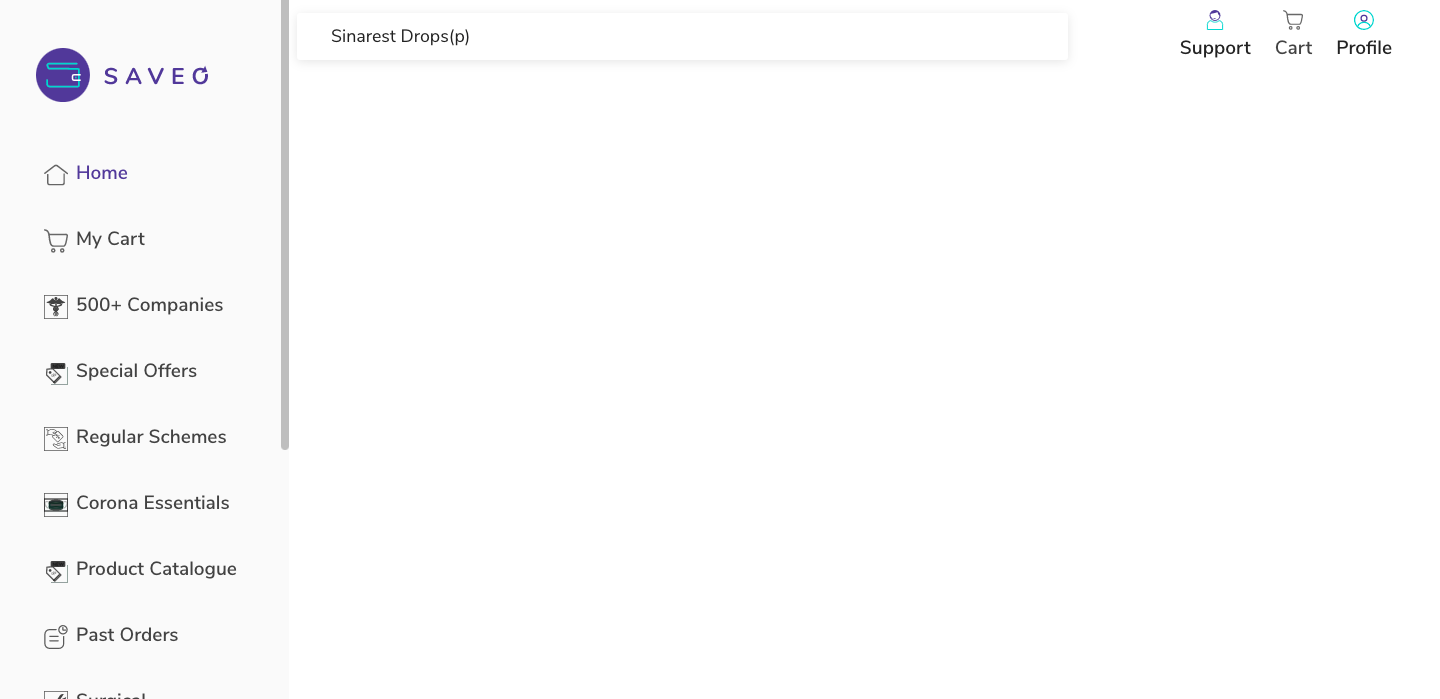 Sinarest Drops(p)
Support
Cart
Profile
SAVEO
Home
My Cart
500+ Companies
Special Offers
Regular Schemes
Corona Essentials
Product Catalogue
Past Orders
Surgical